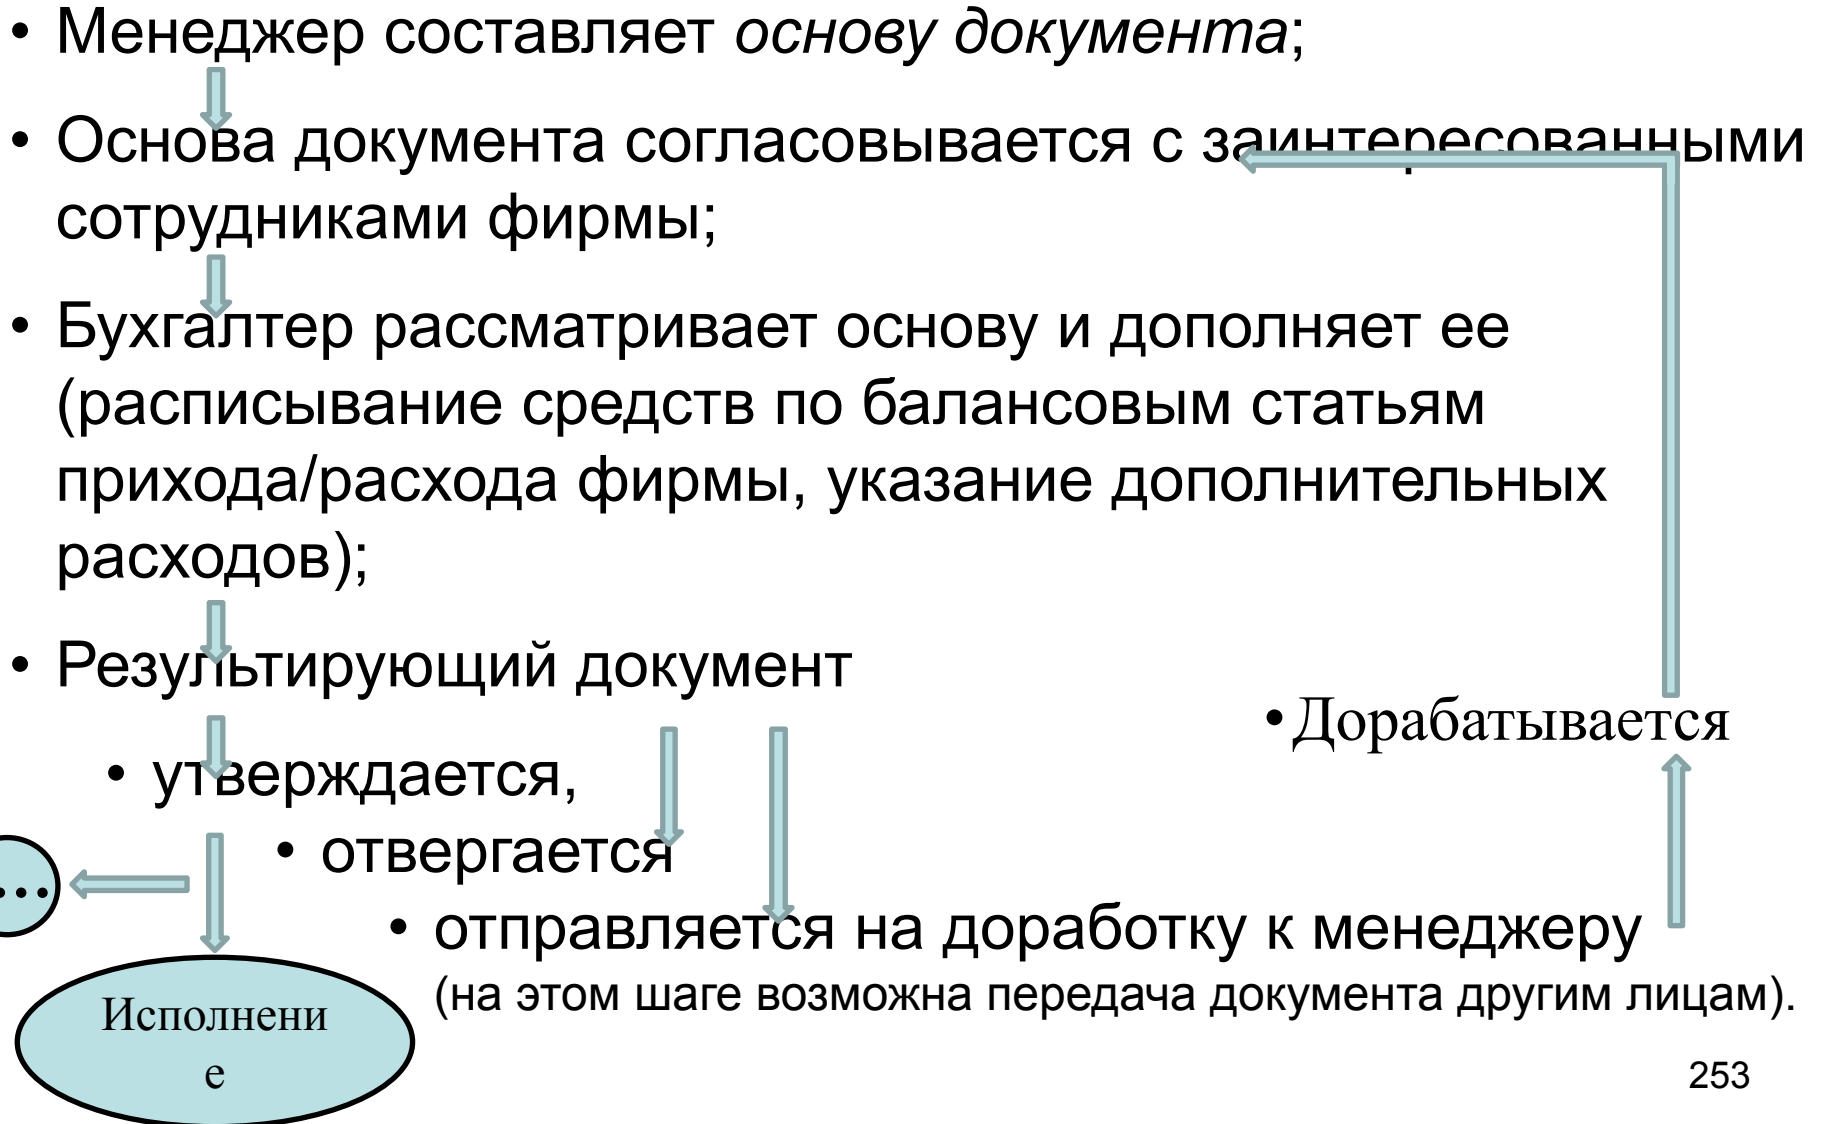 • Менеджер составляет основу документа;
• Основа документа согласовывается с заинтересованными
сотрудниками фирмы;
• Бухгалтер рассматривает основу и дополняет ее
(расписывание средств по балансовым статьям
прихода/расхода фирмы, указание дополнительных
расходов);
• Результирующий документ
• Дорабатывается
• утверждается,
• отвергается
...
• отправляется на доработку к менеджеру
(на этом шаге возможна передача документа другим лицам).
Исполнени
е
253